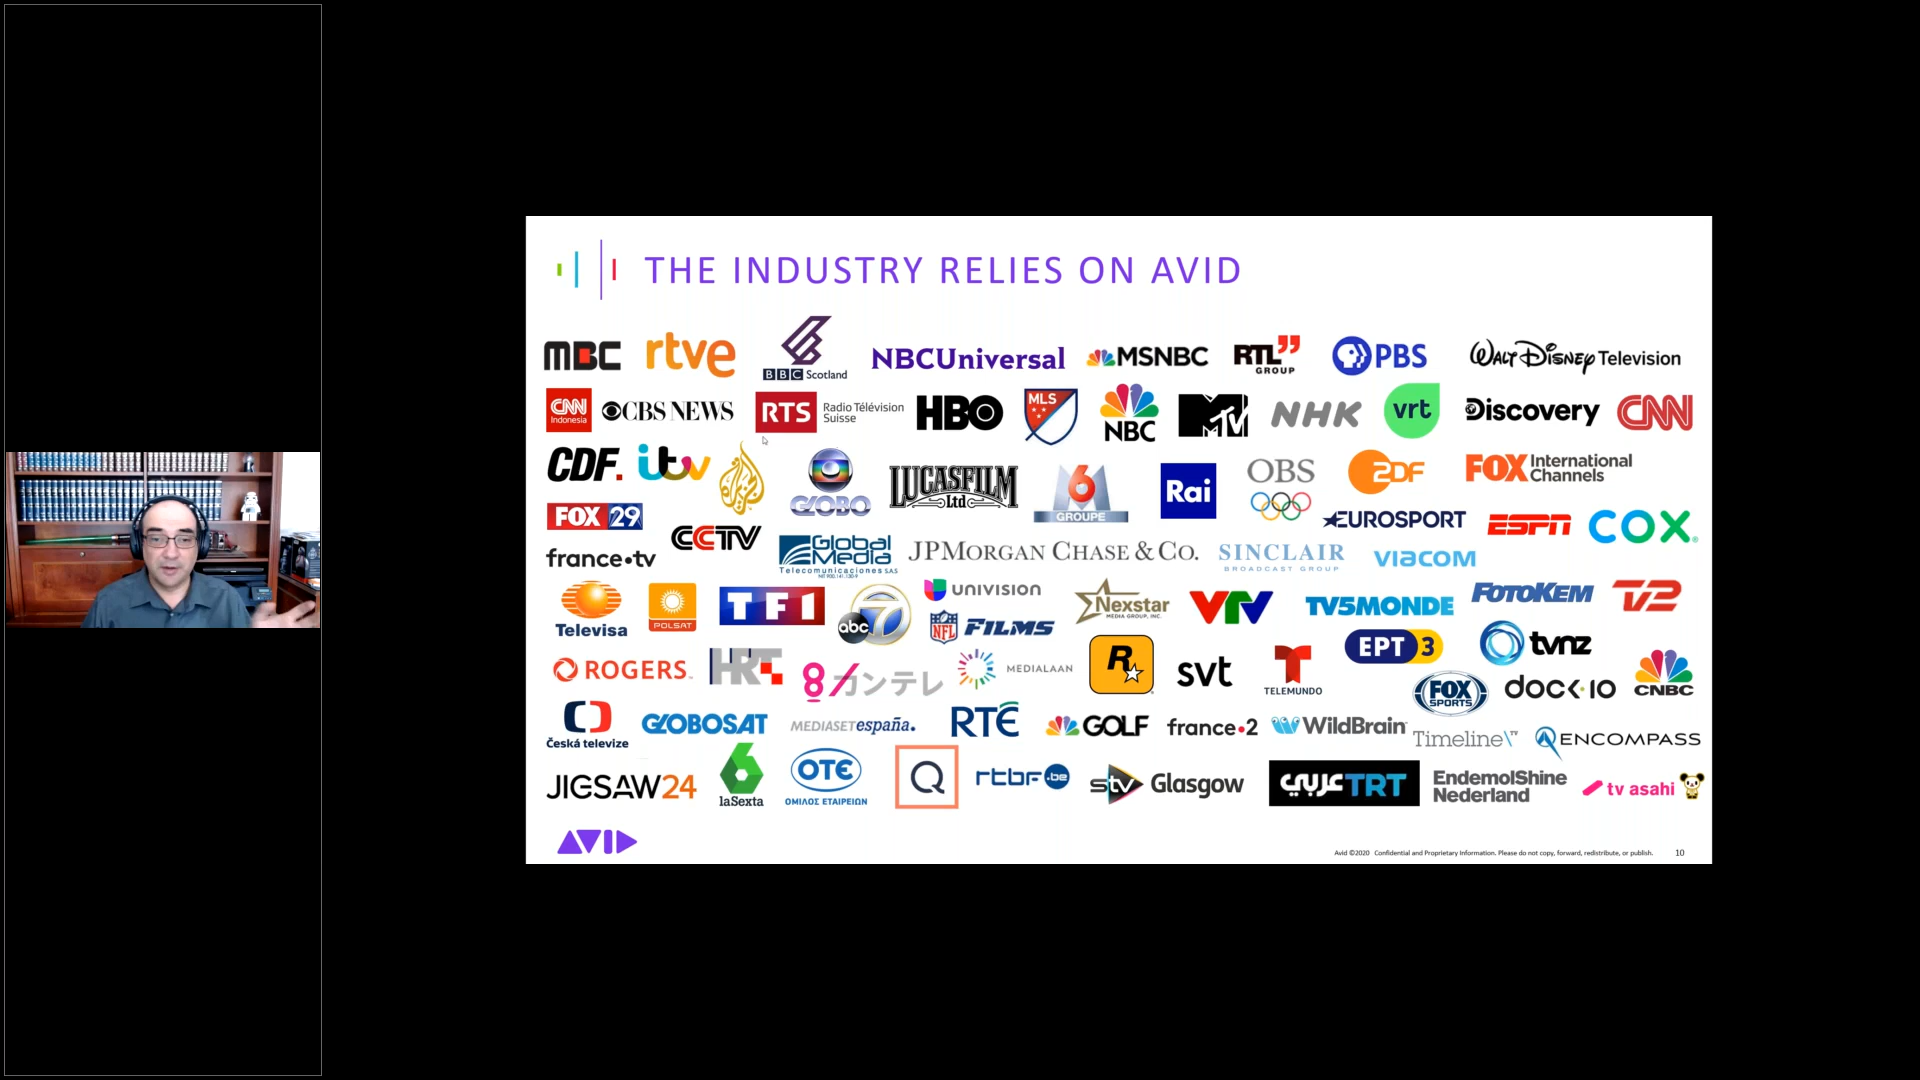 THE INDUSTRY RELIES ON AVID
MBC rtve BBC Scotland NBCUniversal MSNBC RTL GROUP PBS WALT DISNEY Television
CNN Indonesia CBS NEWS RTS Radio Télévision Suisse HBO MLS NBC MTV NHK vrt Discovery CNN
CDF. itv GLOBO LUCASFILM Ltd 6 GROUPE Rai OBS ZDF FOX International Channels
FOX 29 CCTV EUROSPORT ESPN COX
france•tv Global Media Telecomunicaciones S.A.S JPMORGAN CHASE & CO. SINCLAIR BROADCAST GROUP VIACOM
Televisa POLSAT TF1 abc 7 UNIVISION NFL FILMS Nexstar MEDIA GROUP, INC. VTV TV5MONDE FOTOKEM TV2
ROGERS HRT 8/カンテレ MEDIALAAN R svt TELEMUNDO EPT 3 tvnz FOX SPORTS dock10 CNBC
Česká televize GLOBOSAT MEDIASETespaña. RTÉ GOLF france•2 WildBrain Timeline\TV ENCOMPASS
JIGSAW24 6 laSexta OTE ΟΜΙΛΟΣ ΕΤΑΙΡΕΙΩΝ Q rtbf.be stv Glasgow TRT عربي EndemolShine Nederland tv asahi
AVID
Avid ©2020 Confidential and Proprietary Information. Please do not copy, forward, redistribute, or publish. 10